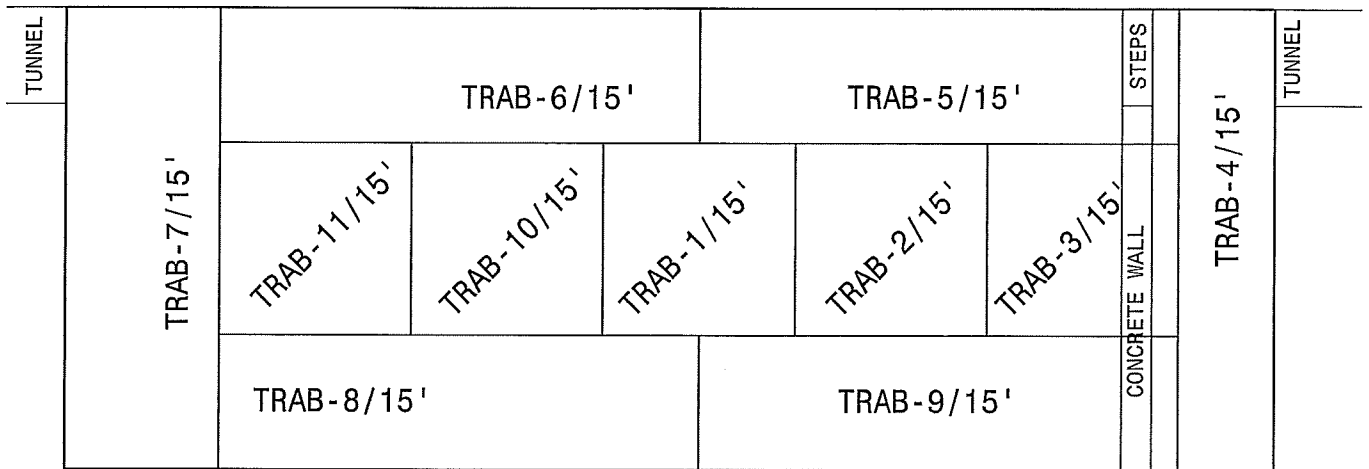 TUNNEL
TRAB-6/15'
TRAB-5/15'
STEPS
TUNNEL
TRAB-7/15'
TRAB-11/15'
TRAB-10/15'
TRAB-1/15'
TRAB-2/15'
TRAB-3/15'
CONCRETE WALL
TRAB-4/15'
TRAB-8/15'
TRAB-9/15'